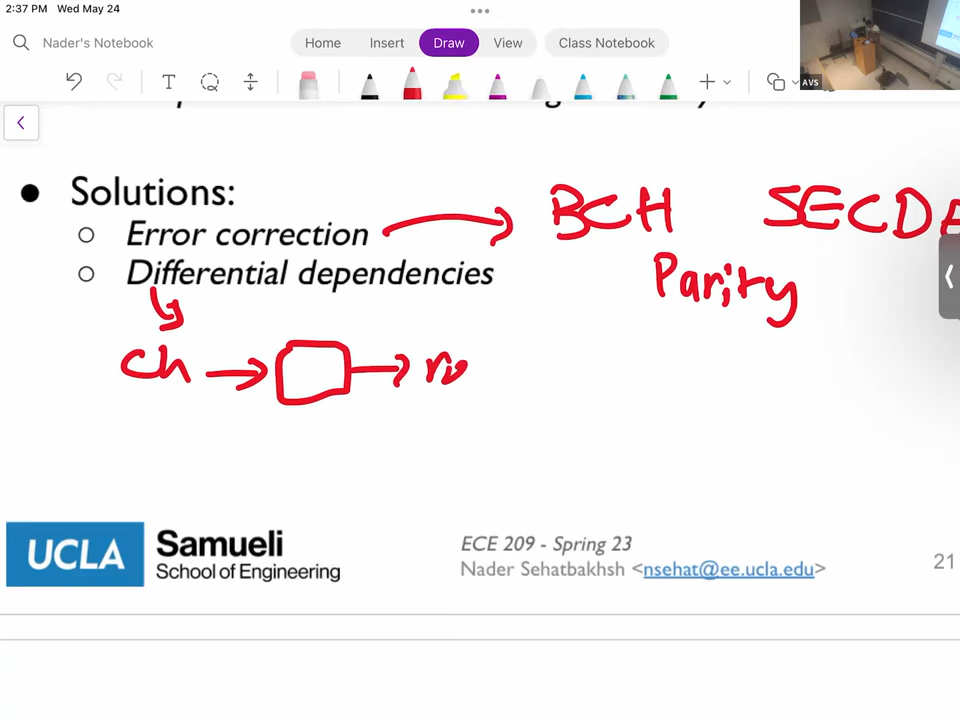 2:37 PM Wed May 24
Nader's Notebook
Home Insert Draw View Class Notebook
T
AVS
Solutions:
Error correction
BCH SECD
Differential dependencies
Parity
Ch
UCLA Samueli
School of Engineering
ECE 209 - Spring 23
Nader Sehatbakhsh <nsehat@ee.ucla.edu>
21